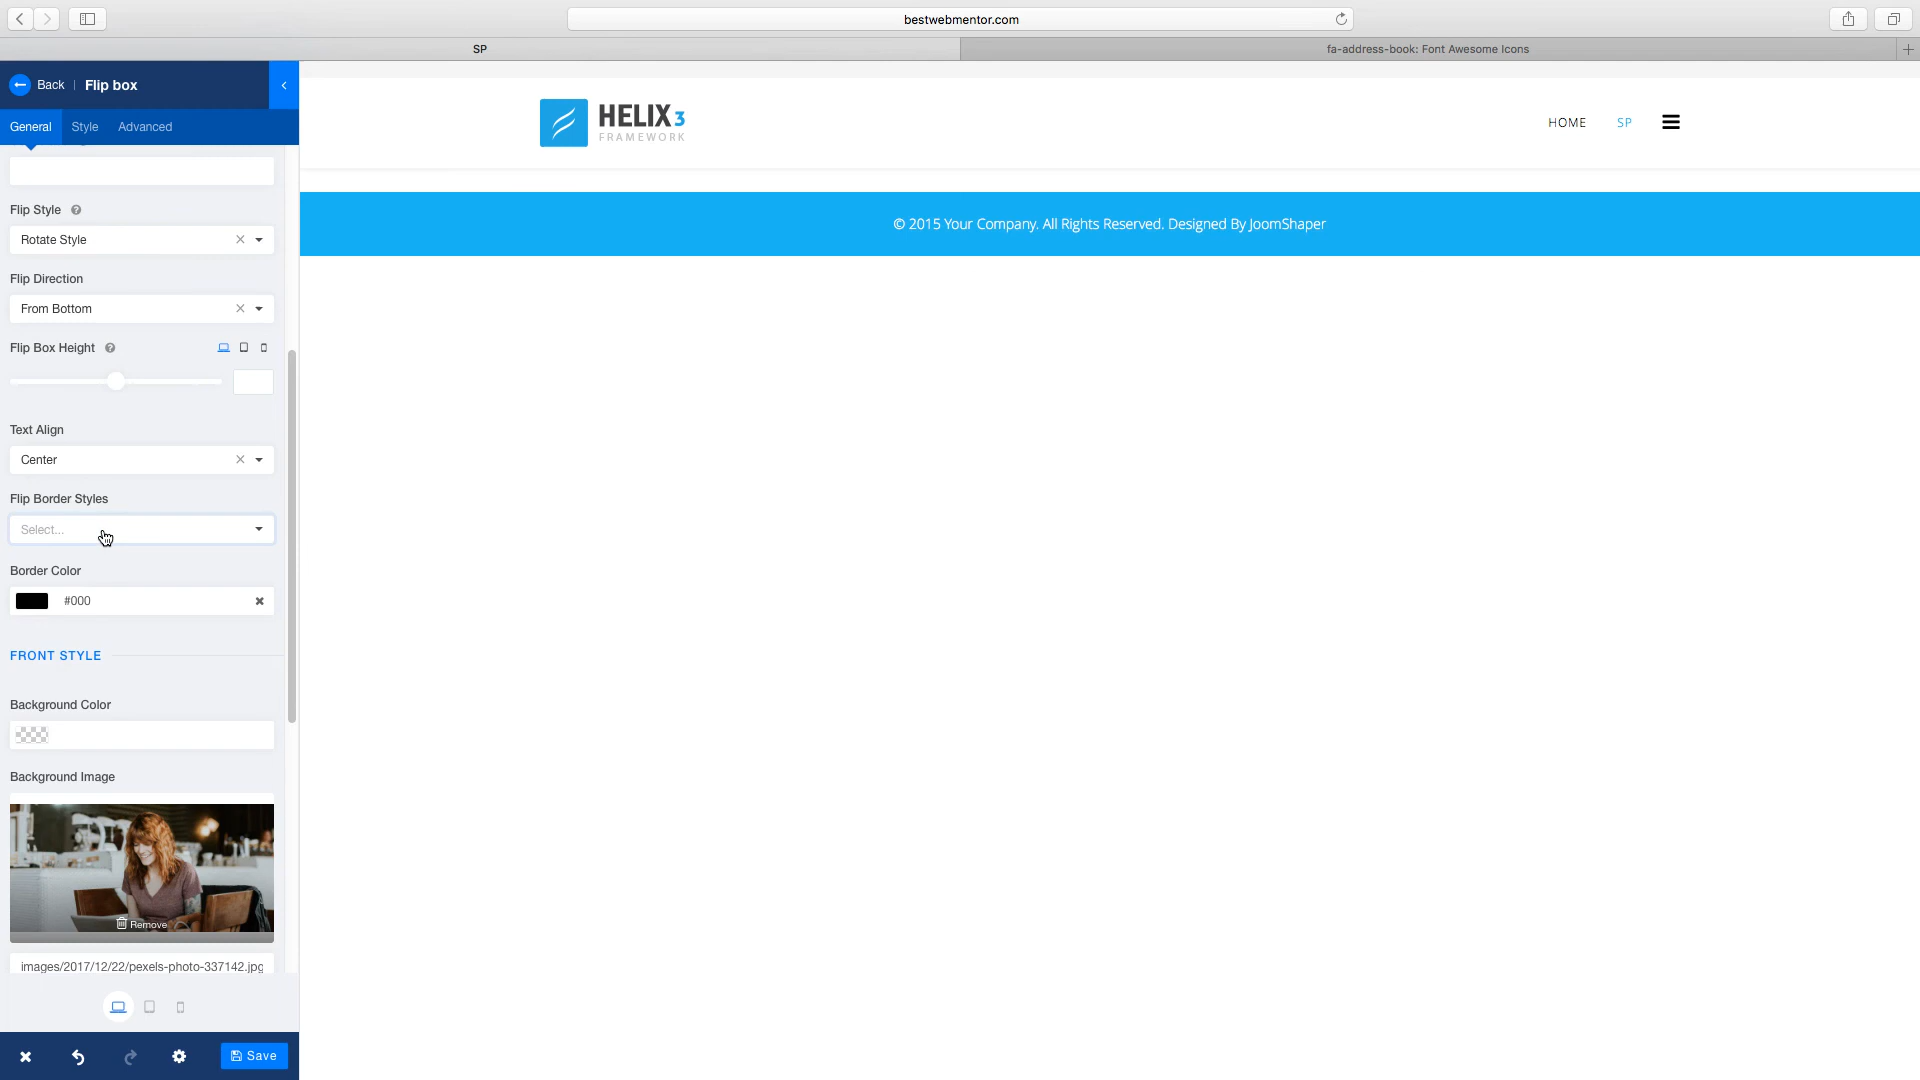 bestwebmentor.com
SP
fa-address-book: Font Awesome Icons
Back
Flip box
General
Style
Advanced
HELIX3
FRAMEWORK
HOME
SP
© 2015 Your Company. All Rights Reserved. Designed By JoomShaper
Flip Style
Rotate Style
Flip Direction
From Bottom
Flip Box Height
Text Align
Center
Flip Border Styles
Select...
Border Color
#000
FRONT STYLE
Background Color
Background Image
Remove
images/2017/12/22/pexels-photo-337142.jpg
Save